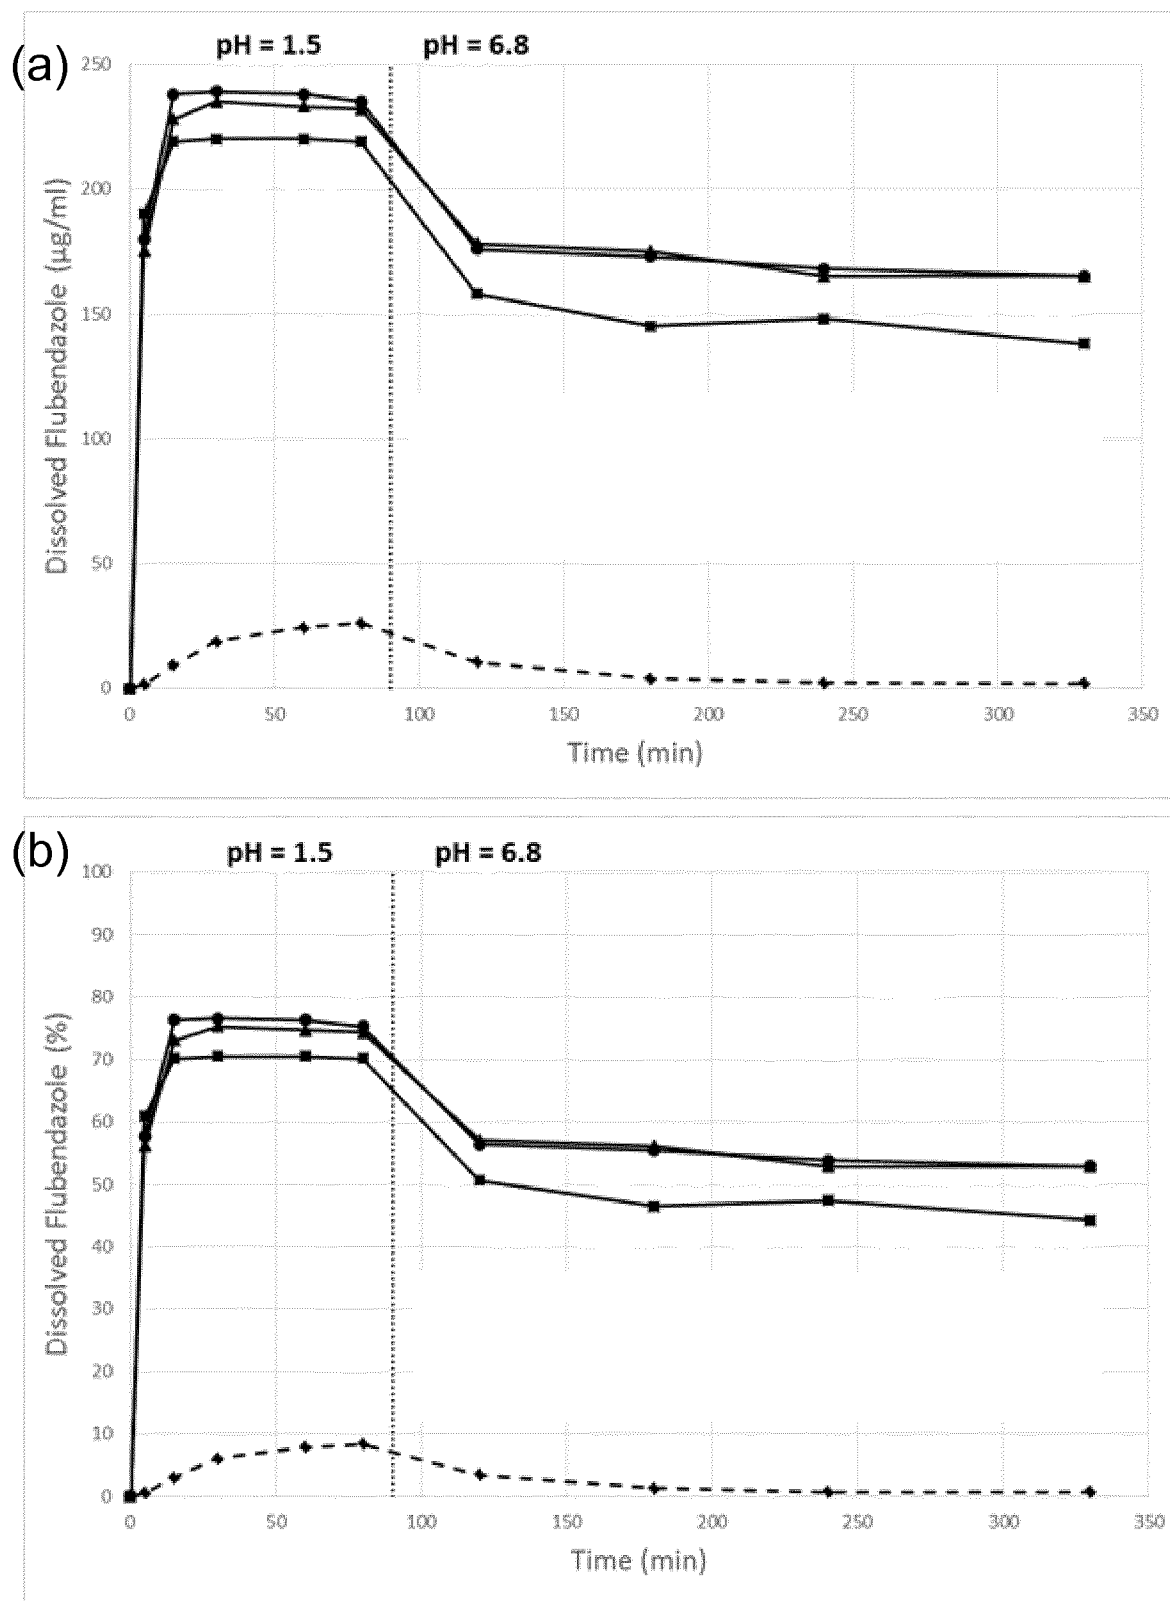 (a)
pH = 1.5 pH = 6.8
Dissolved Flubendazole (µg/ml)
250
200
150
100
50
0
0 50 100 150 200 250 300 350
Time (min)
(b)
pH = 1.5 pH = 6.8
Dissolved Flubendazole (%)
100
90
80
70
60
50
40
30
20
10
0
0 50 100 150 200 250 300 350
Time (min)